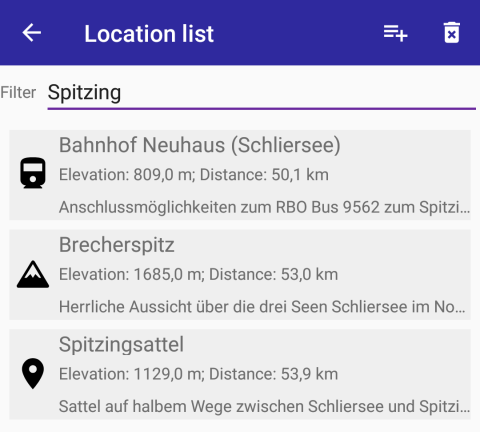 Location list
Filter Spitzing
Bahnhof Neuhaus (Schliersee)
Elevation: 809,0 m; Distance: 50,1 km
Anschlussmöglichkeiten zum RBO Bus 9562 zum Spitzi...
Brecherspitz
Elevation: 1685,0 m; Distance: 53,0 km
Herrliche Aussicht über die drei Seen Schliersee im No...
Spitzingsattel
Elevation: 1129,0 m; Distance: 53,9 km
Sattel auf halbem Wege zwischen Schliersee und Spitzi...